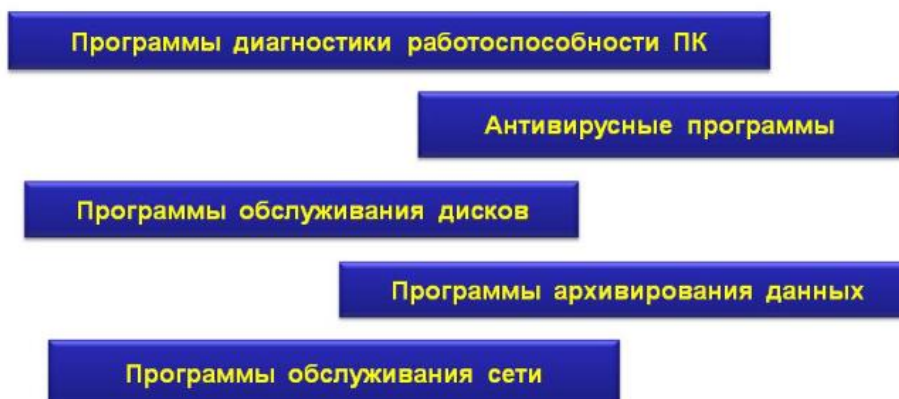 Программы диагностики работоспособности ПК
Антивирусные программы
Программы обслуживания дисков
Программы архивирования данных
Программы обслуживания сети